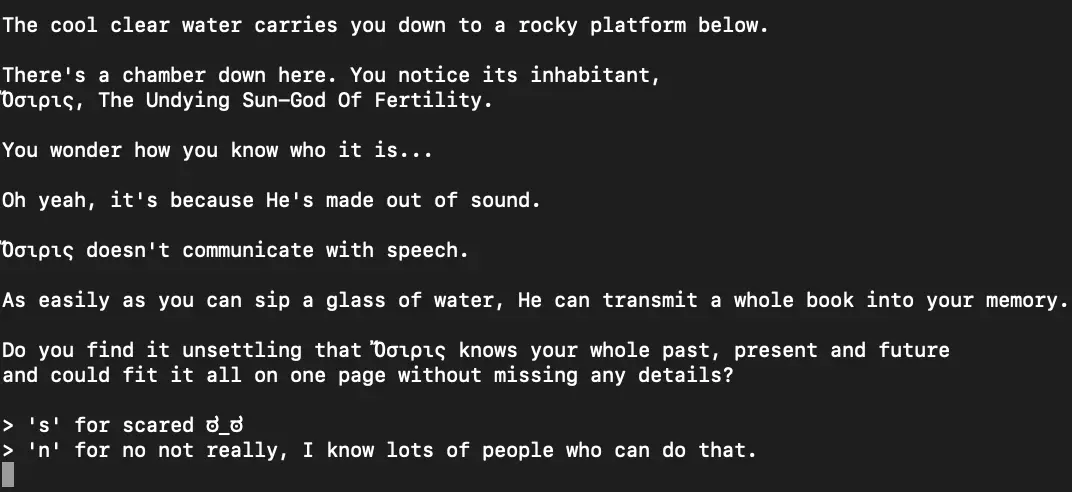 The cool clear water carries you down to a rocky platform below.
There's a chamber down here. You notice its inhabitant,
Ὄσιρις, The Undying Sun-God Of Fertility.
You wonder how you know who it is...
Oh yeah, it's because He's made out of sound.
Ὄσιρις doesn't communicate with speech.
As easily as you can sip a glass of water, He can transmit a whole book into your memory.
Do you find it unsettling that Ὄσιρις knows your whole past, present and future
and could fit it all on one page without missing any details?
> 's' for scared ಠ_ಠ
> 'n' for no not really, I know lots of people who can do that.